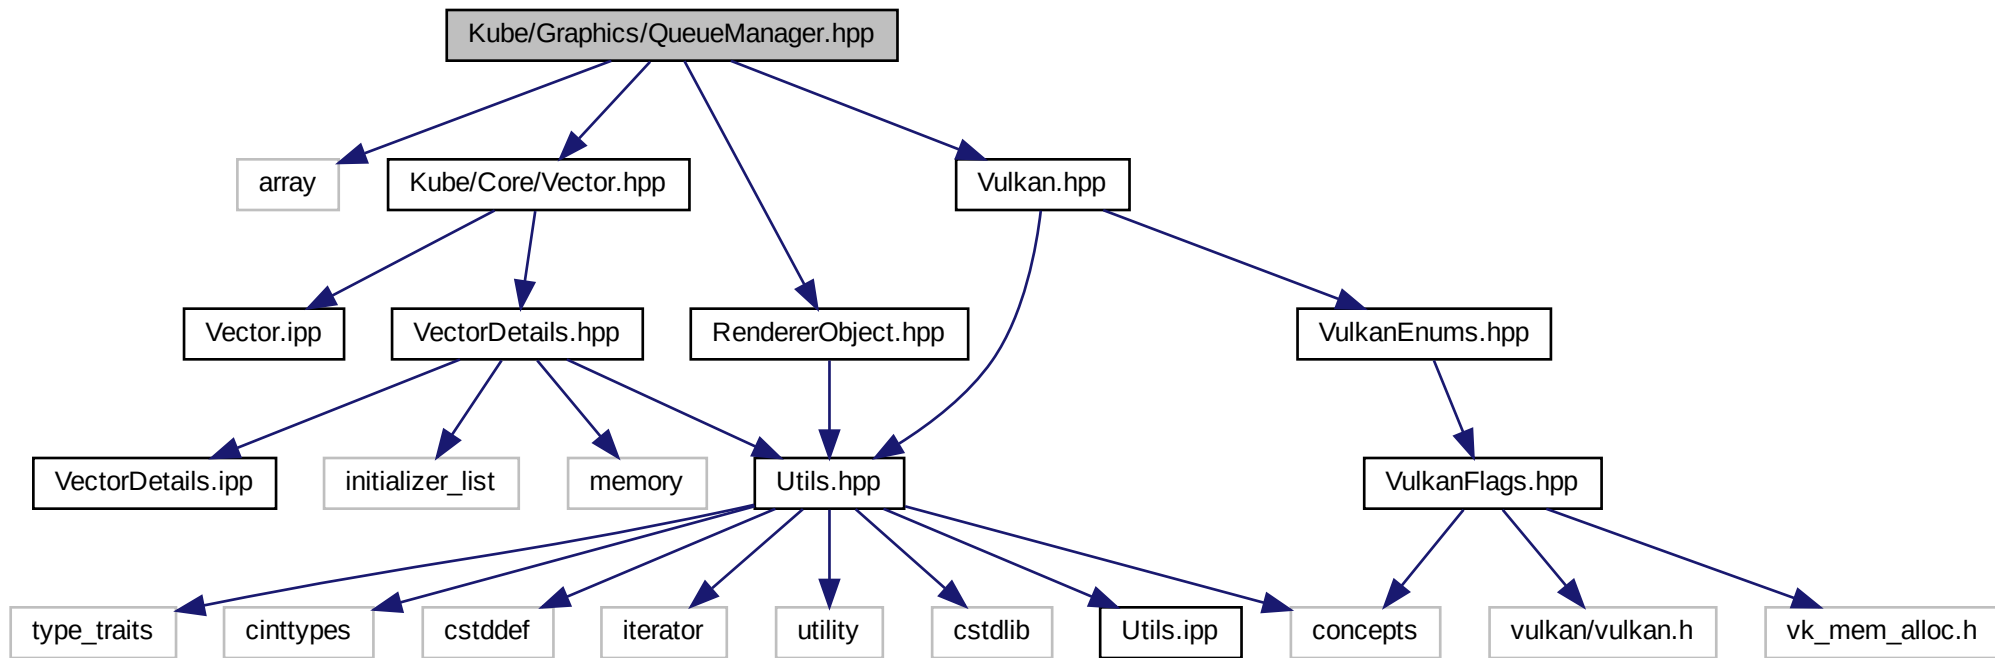 Kube/Graphics/QueueManager.hpp
array
Kube/Core/Vector.hpp
Vulkan.hpp
Vector.ipp
VectorDetails.hpp
RendererObject.hpp
VulkanEnums.hpp
VectorDetails.ipp
initializer_list
memory
Utils.hpp
VulkanFlags.hpp
type_traits
cinttypes
cstddef
iterator
utility
cstdlib
Utils.ipp
concepts
vulkan/vulkan.h
vk_mem_alloc.h